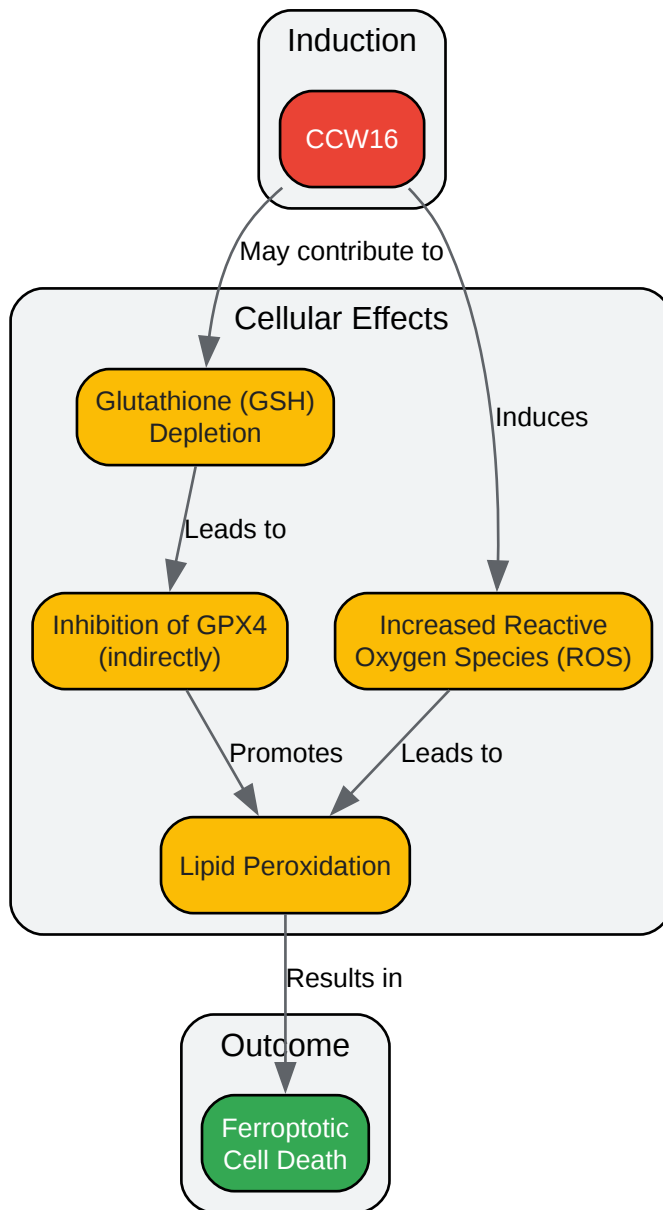 Induction
CCW16
May contribute to
Cellular Effects
Glutathione (GSH)
Depletion
Induces
Leads to
Inhibition of GPX4
(indirectly)
Increased Reactive
Oxygen Species (ROS)
Promotes
Leads to
Lipid Peroxidation
Results in
Outcome
Ferroptotic
Cell Death